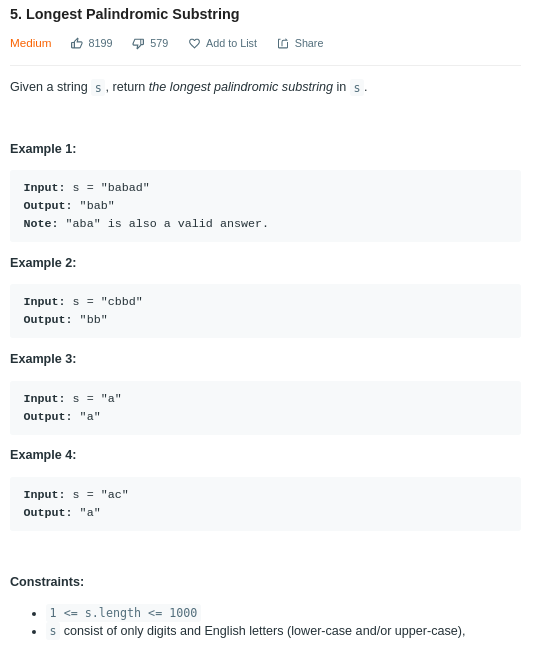 5. Longest Palindromic Substring
Medium 8199 579 Add to List Share
Given a string s, return the longest palindromic substring in s.
Example 1:
Input: s = "babad"
Output: "bab"
Note: "aba" is also a valid answer.
Example 2:
Input: s = "cbbd"
Output: "bb"
Example 3:
Input: s = "a"
Output: "a"
Example 4:
Input: s = "ac"
Output: "a"
Constraints:
• 1 <= s.length <= 1000
• s consist of only digits and English letters (lower-case and/or upper-case),